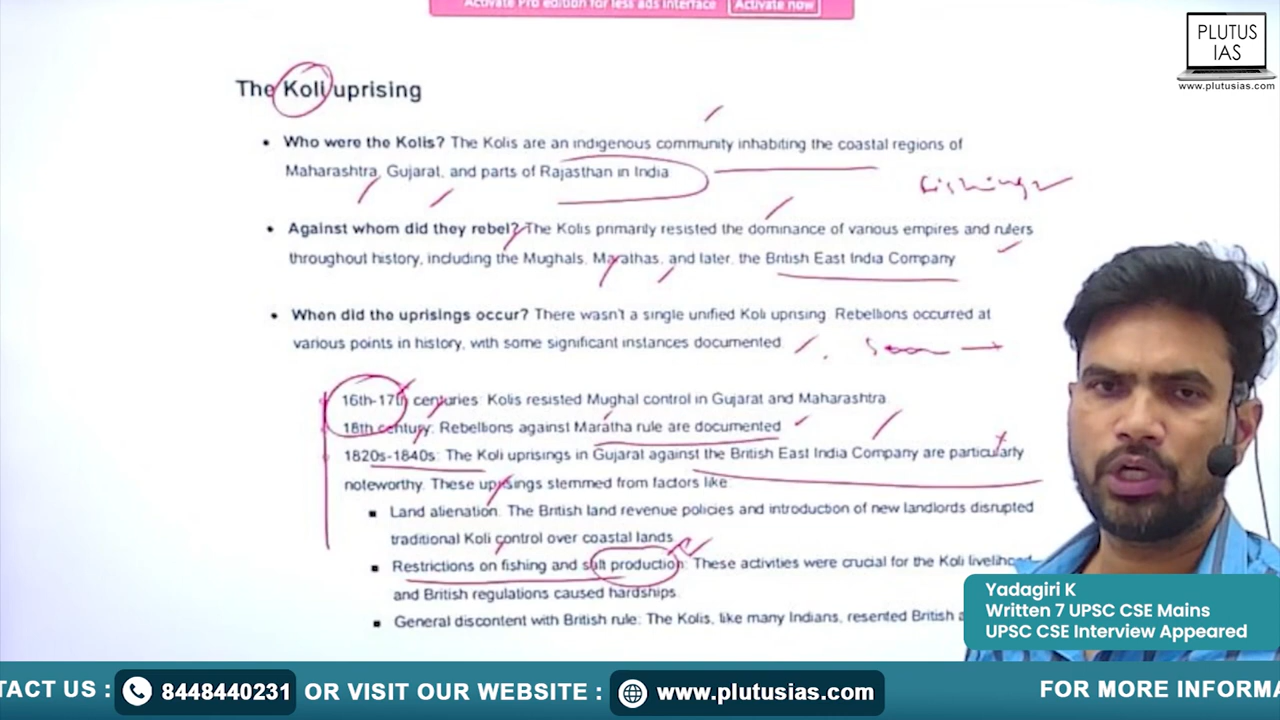 Activate Pro edition for less ads interface Activate now
PLUTUS
IAS
www.plutusias.com
The Koli uprising
• Who were the Kolis? The Kolis are an indigenous community inhabiting the coastal regions of
Maharashtra, Gujarat, and parts of Rajasthan in India
Fishing
• Against whom did they rebel? The Kolis primarily resisted the dominance of various empires and rulers
throughout history, including the Mughals, Marathas, and later, the British East India Company
• When did the uprisings occur? There wasn't a single unified Koli uprising. Rebellions occurred at
various points in history, with some significant instances documented
16th-17th centuries: Kolis resisted Mughal control in Gujarat and Maharashtra.
18th century: Rebellions against Maratha rule are documented
1820s-1840s: The Koli uprisings in Gujarat against the British East India Company are particularly
noteworthy. These uprisings stemmed from factors like:
▪ Land alienation: The British land revenue policies and introduction of new landlords disrupted
traditional Koli control over coastal lands.
▪ Restrictions on fishing and salt production: These activities were crucial for the Koli
and British regulations caused hardships.
▪ General discontent with British rule: The Kolis, like many Indians, resented British
Yadagiri K
Written 7 UPSC CSE Mains
UPSC CSE Interview Appeared
TACT US : 8448440231 OR VISIT OUR WEBSITE : www.plutusias.com FOR MORE INFORMA